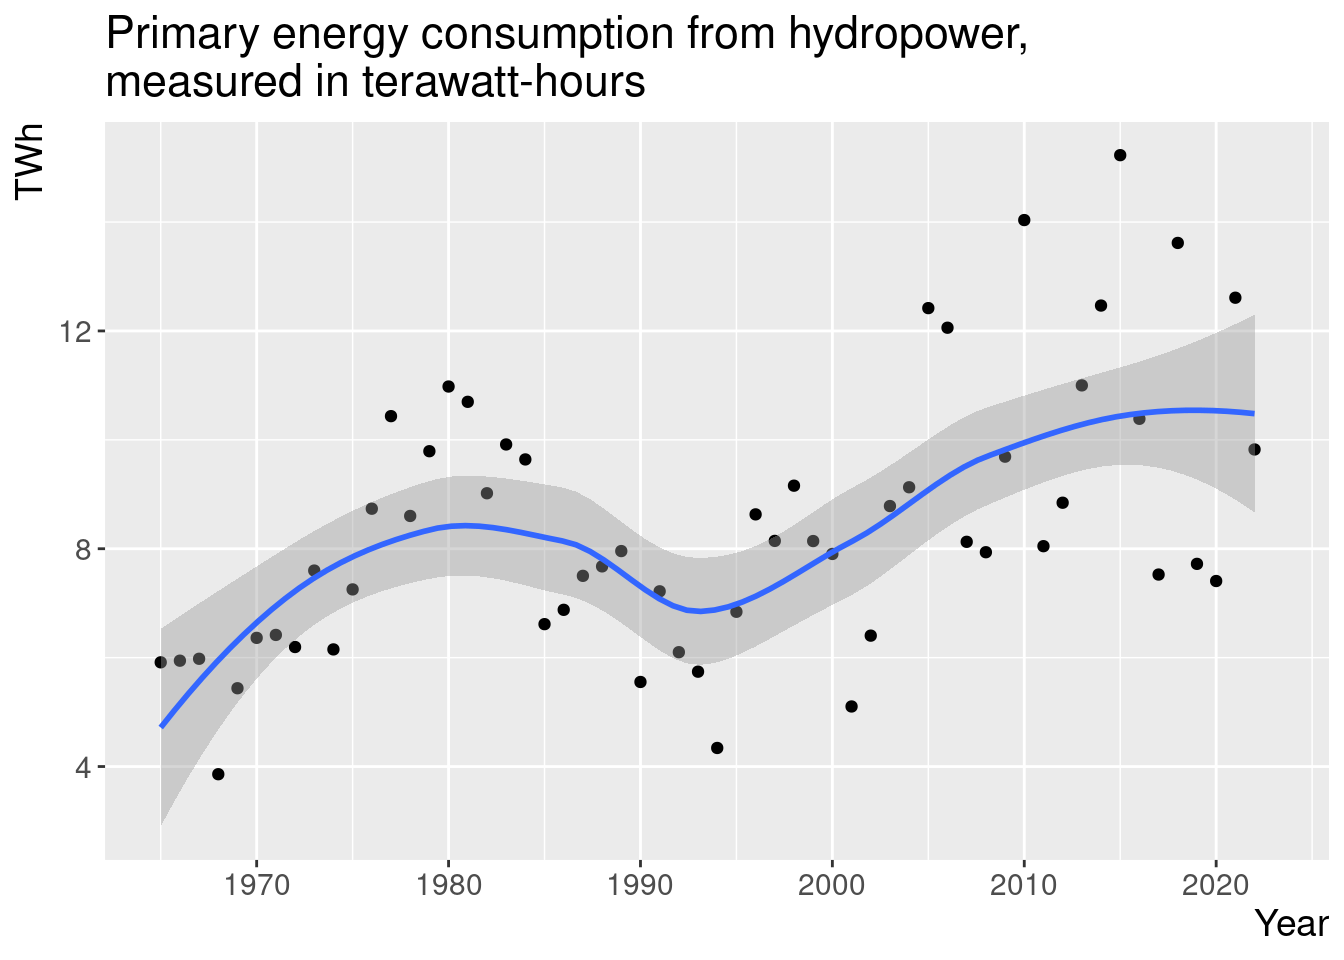 Primary energy consumption from hydropower,
measured in terawatt-hours
TWh
12
8
4
1970 1980 1990 2000 2010 2020
Year